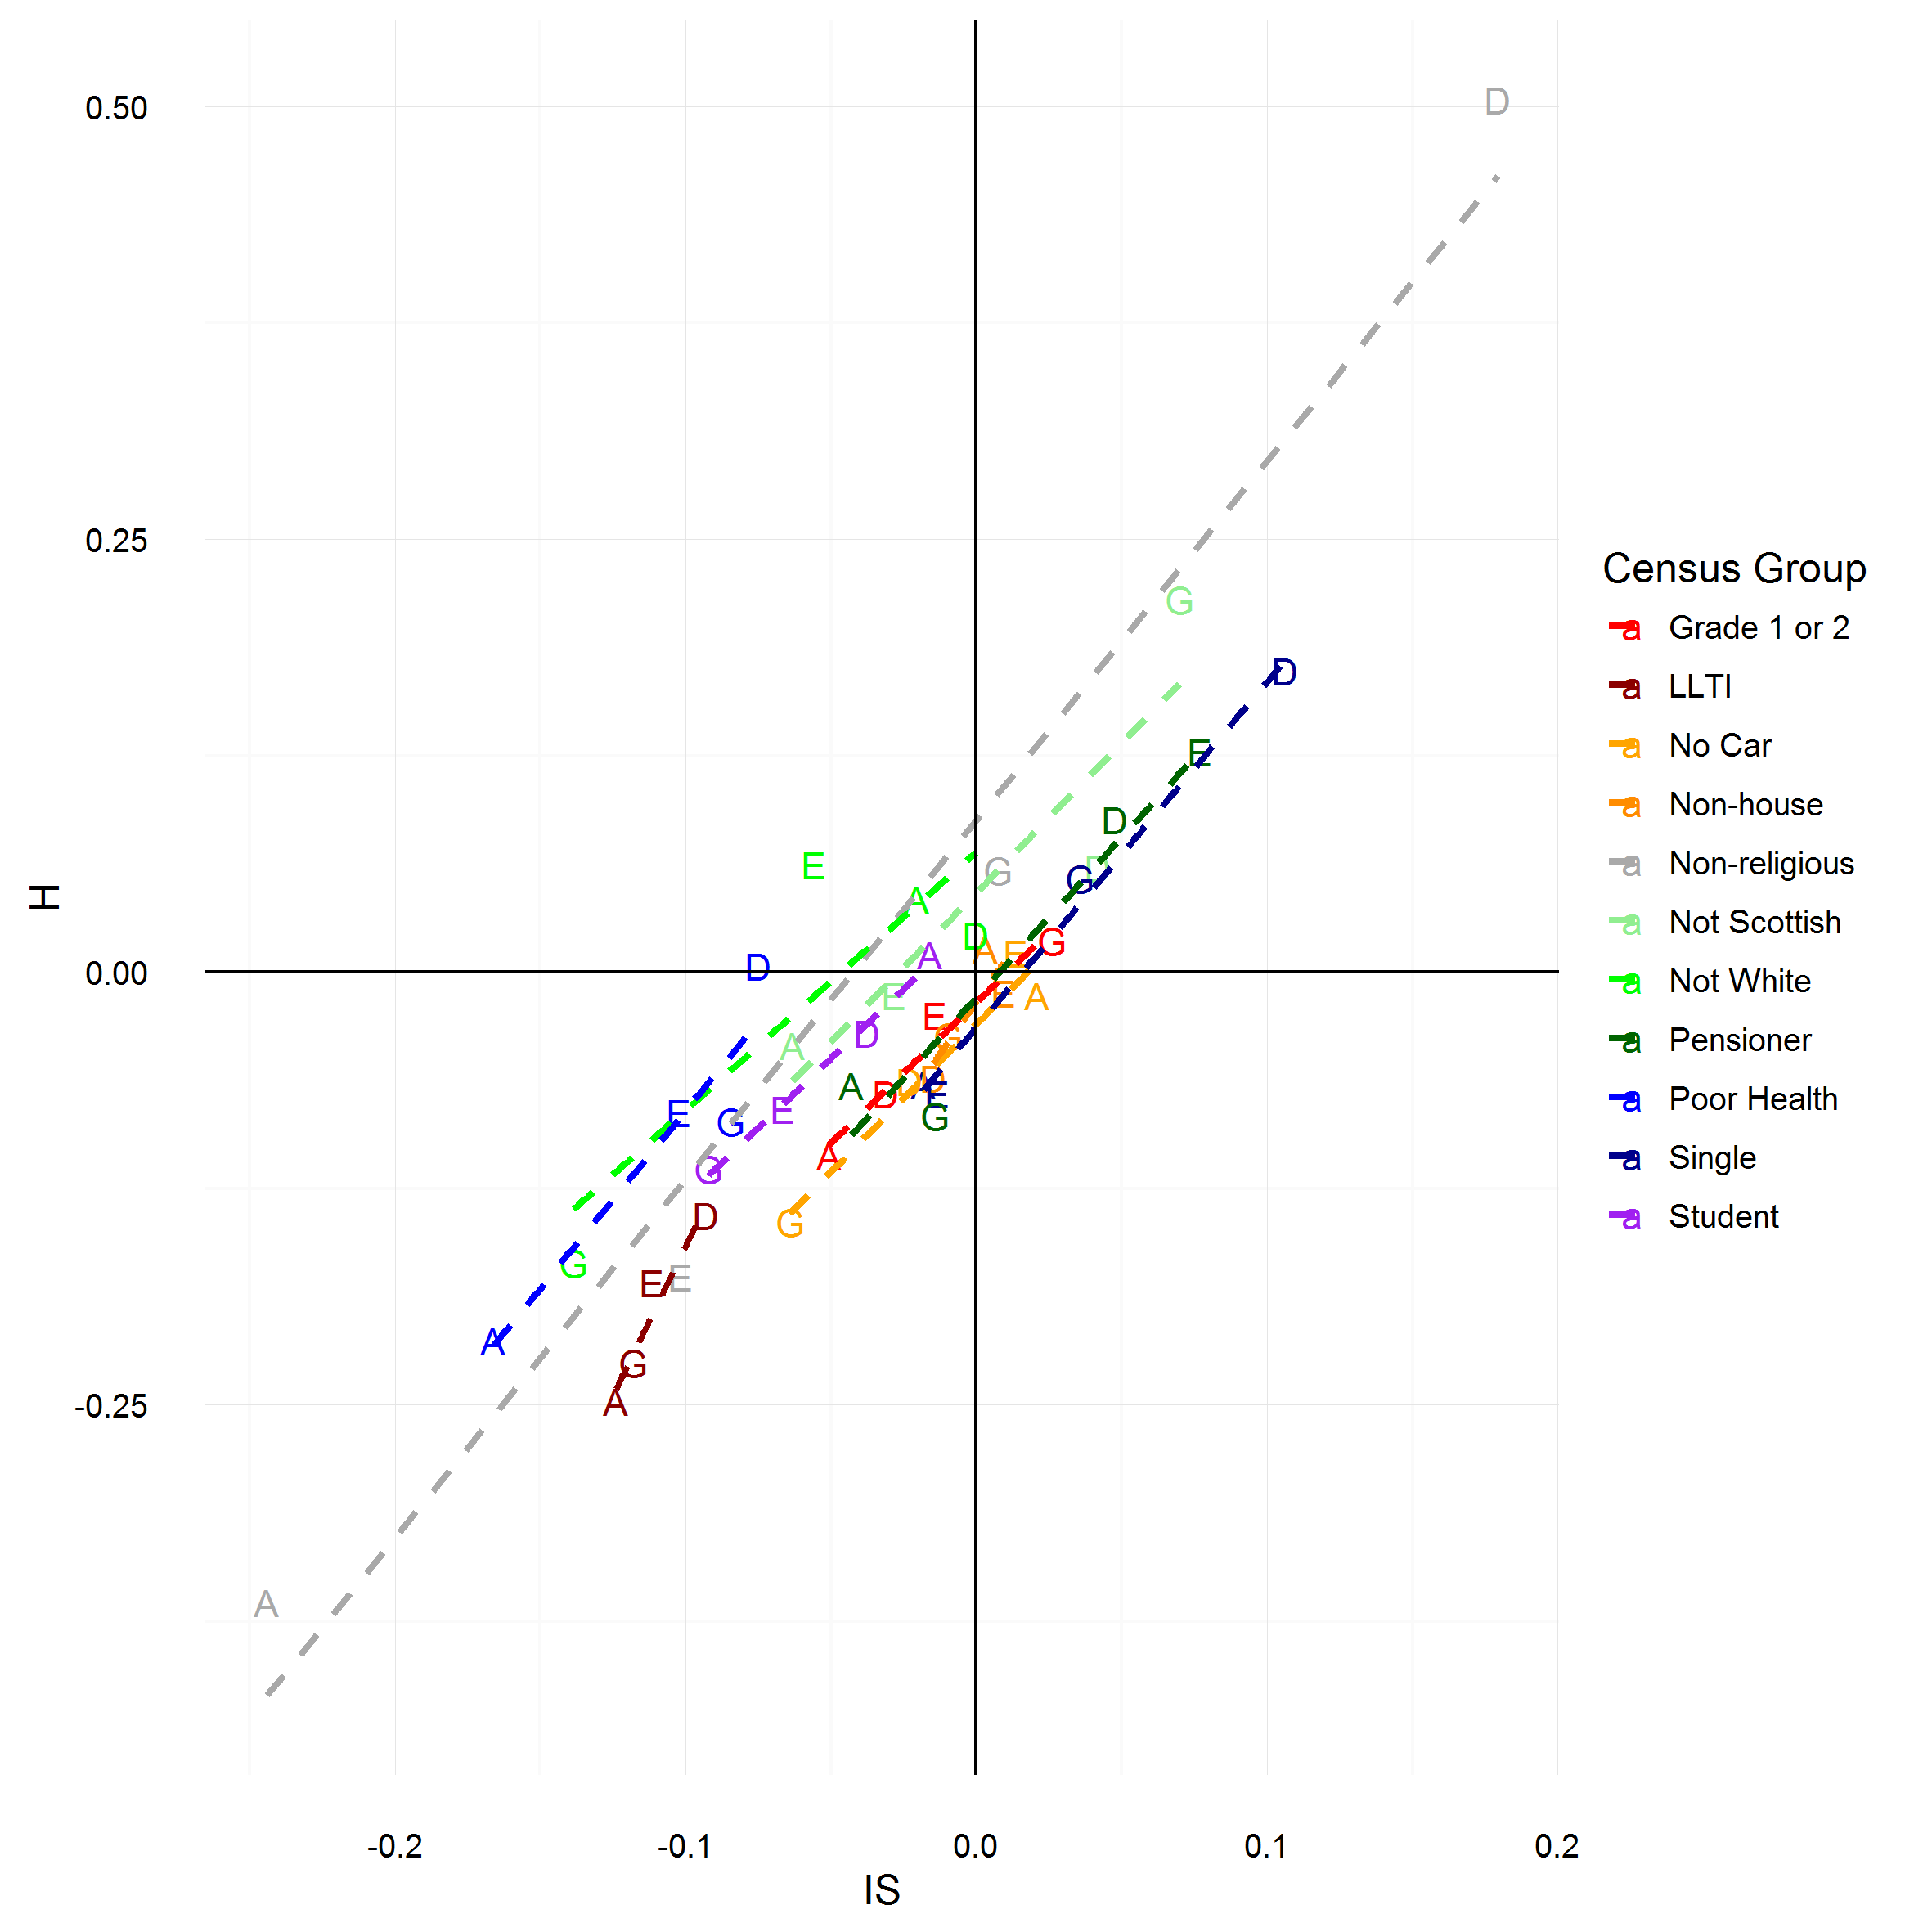 D
0.50
0.25
G
D
E
D
E
G
G
D
A
A
D
A
E
G
D
0.00
E
E
A
E
D
A
G
A
D
E
G
E
D
G
A
G
G
D
G
E
E
G
A
A
-0.25
A
H
-0.2
-0.1
0.0
0.1
0.2
IS
Census Group
a Grade 1 or 2
a LLTI
a No Car
a Non-house
a Non-religious
a Not Scottish
a Not White
a Pensioner
a Poor Health
a Single
a Student